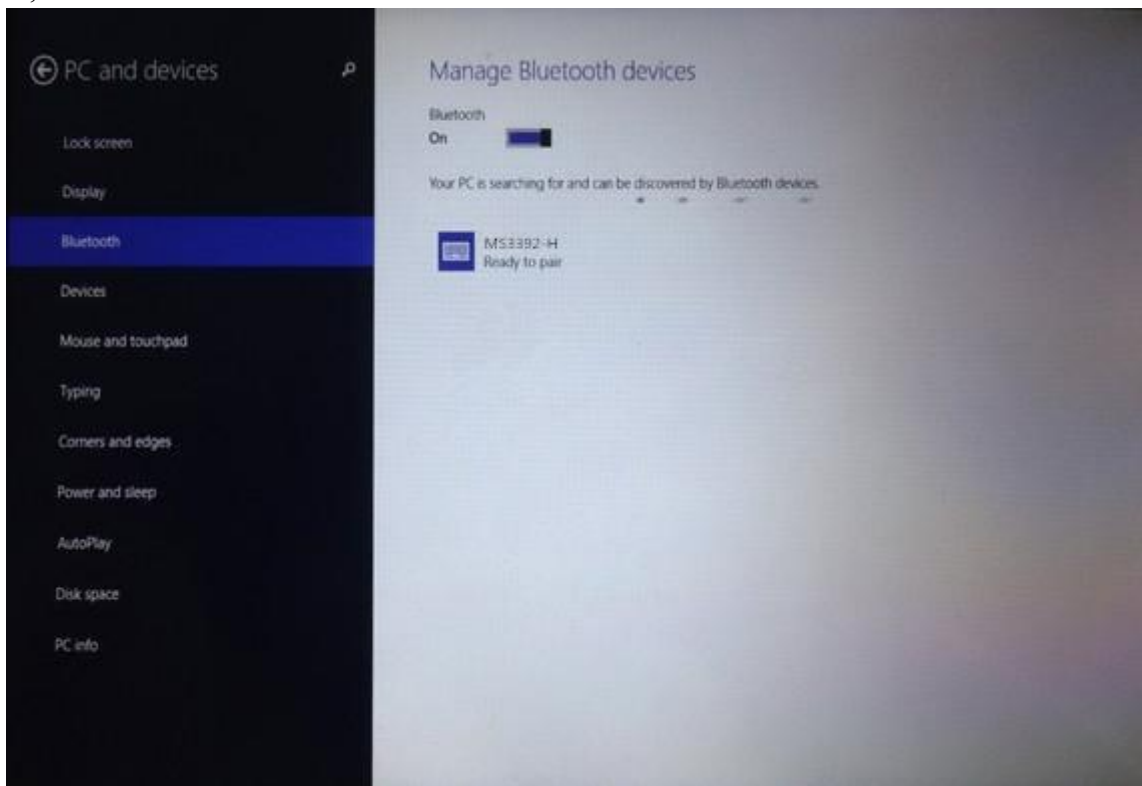 PC and devices
Lock screen
Display
Bluetooth
Devices
Mouse and touchpad
Typing
Corners and edges
Power and sleep
AutoPlay
Disk space
PC info
Manage Bluetooth devices
Bluetooth
On
Your PC is searching for and can be discovered by Bluetooth devices.
MS3392-H
Ready to pair